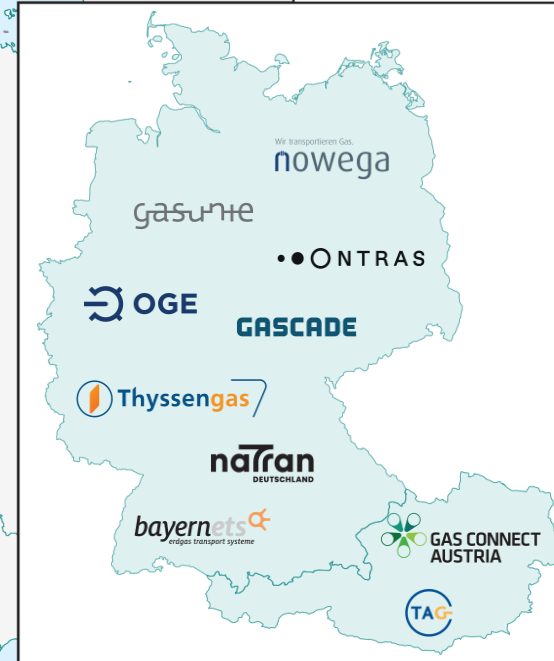 Wir transportieren Gas.
nowega
gasunie
ONTRAS
OGE
GASCADE
Thyssengas
naTran
DEUTSCHLAND
bayernets
erdgas transport systeme
GAS CONNECT
AUSTRIA
TAG